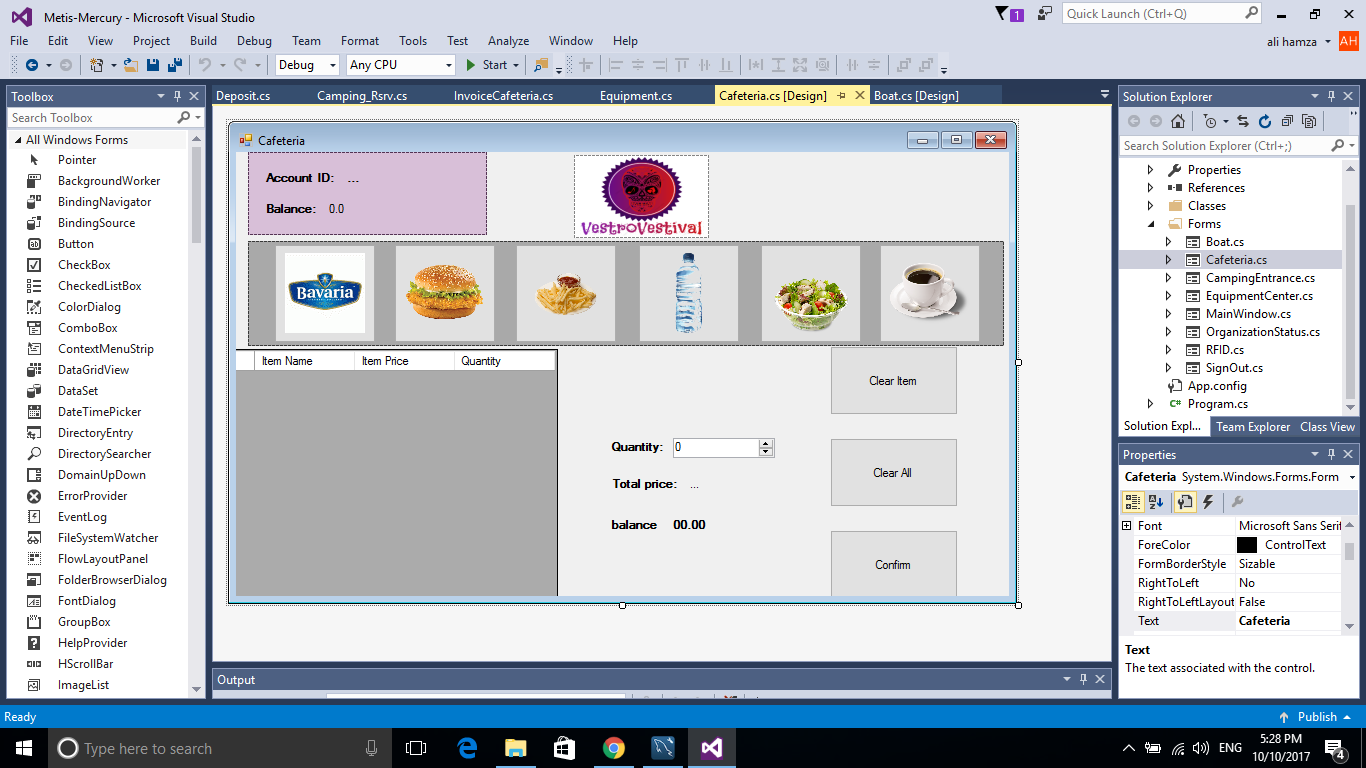 Metis-Mercury - Microsoft Visual Studio
1
Quick Launch (Ctrl+Q)
File Edit View Project Build Debug Team Format Tools Test Analyze Window Help
ali hamza AH
Debug Any CPU Start
Toolbox
Search Toolbox
All Windows Forms
Pointer
BackgroundWorker
BindingNavigator
BindingSource
Button
CheckBox
CheckedListBox
ColorDialog
ComboBox
ContextMenuStrip
DataGridView
DataSet
DateTimePicker
DirectoryEntry
DirectorySearcher
DomainUpDown
ErrorProvider
EventLog
FileSystemWatcher
FlowLayoutPanel
FolderBrowserDialog
FontDialog
GroupBox
HelpProvider
HScrollBar
ImageList
Deposit.cs Camping_Rsrv.cs InvoiceCafeteria.cs Equipment.cs Cafeteria.cs [Design] Boat.cs [Design]
Cafeteria
Account ID: ...
Balance: 0.0
VestroVestival
Bavaria
Item Name Item Price Quantity
Clear Item
Quantity: 0
Clear All
Total price: ...
balance 00.00
Confirm
Output
Solution Explorer
Search Solution Explorer (Ctrl+;)
Properties
References
Classes
Forms
Boat.cs
Cafeteria.cs
CampingEntrance.cs
EquipmentCenter.cs
MainWindow.cs
OrganizationStatus.cs
RFID.cs
SignOut.cs
App.config
C# Program.cs
Solution Expl... Team Explorer Class View
Properties
Cafeteria System.Windows.Forms.Form
Font Microsoft Sans Serif
ForeColor ControlText
FormBorderStyle Sizable
RightToLeft No
RightToLeftLayout False
Text Cafeteria
Text
The text associated with the control.
Ready
Publish
Type here to search
ENG
5:28 PM
10/10/2017
4